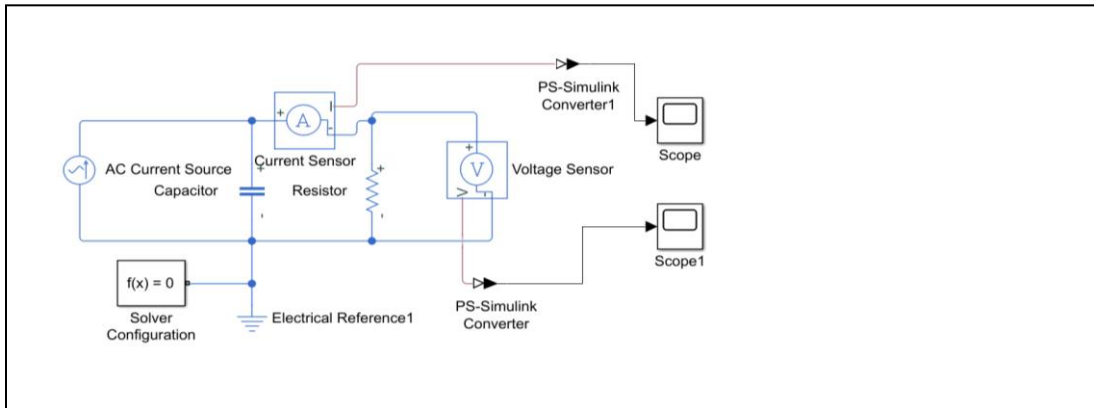 PS-Simulink
Converter1
Scope
+
A
I
-
Current Sensor
AC Current Source
Capacitor
+
-
Resistor
+
-
+
V
V
-
Voltage Sensor
Scope1
f(x) = 0
Solver
Configuration
Electrical Reference1
PS-Simulink
Converter